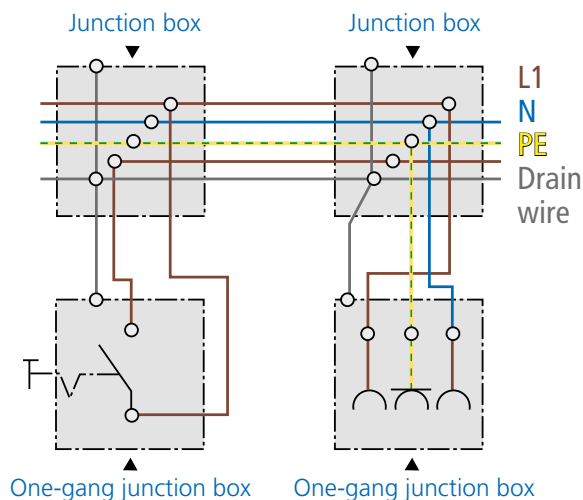 Junction box
Junction box
L1
N
PE
Drain
wire
One-gang junction box
One-gang junction box